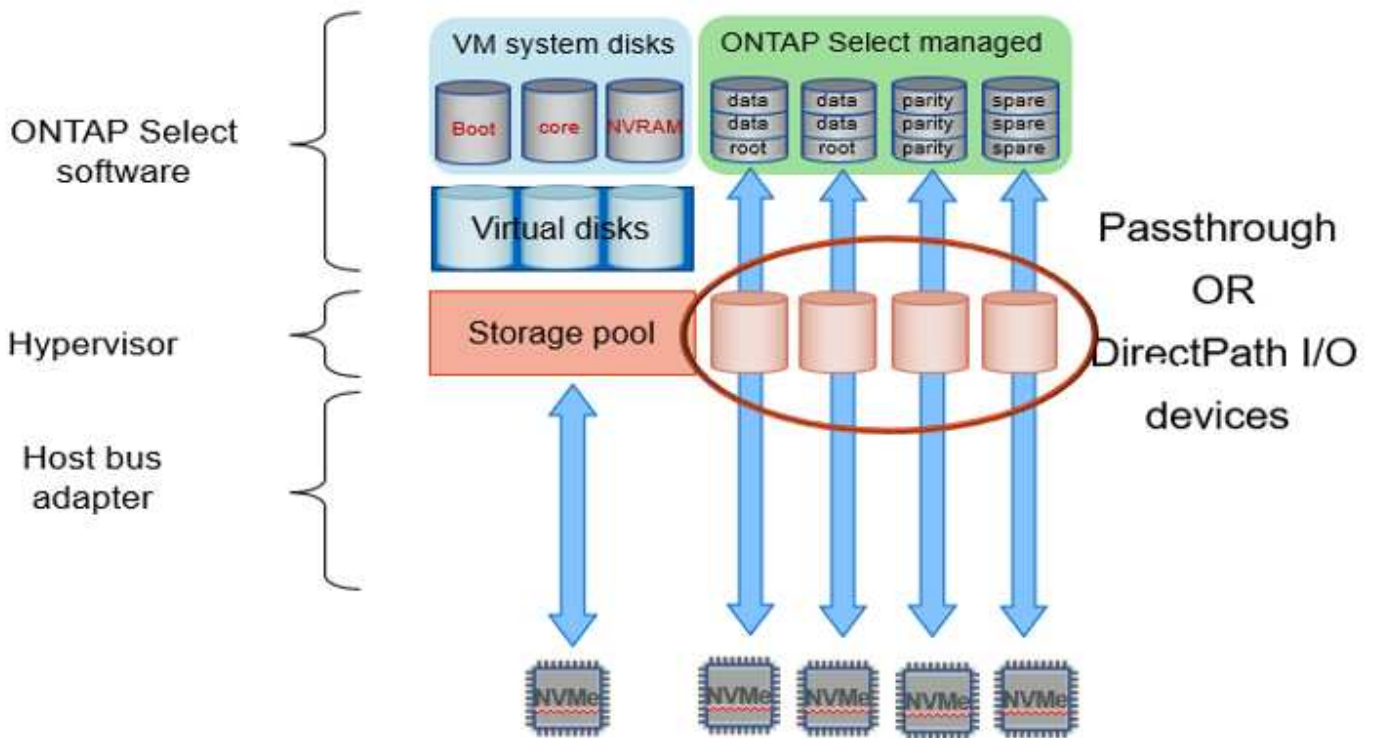 VM system disks
ONTAP Select managed
ONTAP Select
software
Boot
core
NVRAM
data
data
root
data
data
root
parity
parity
parity
spare
spare
spare
Virtual disks
Passthrough
OR
DirectPath I/O
devices
Hypervisor
Storage pool
Host bus
adapter
NVMe
NVMe
NVMe
NVMe
NVMe